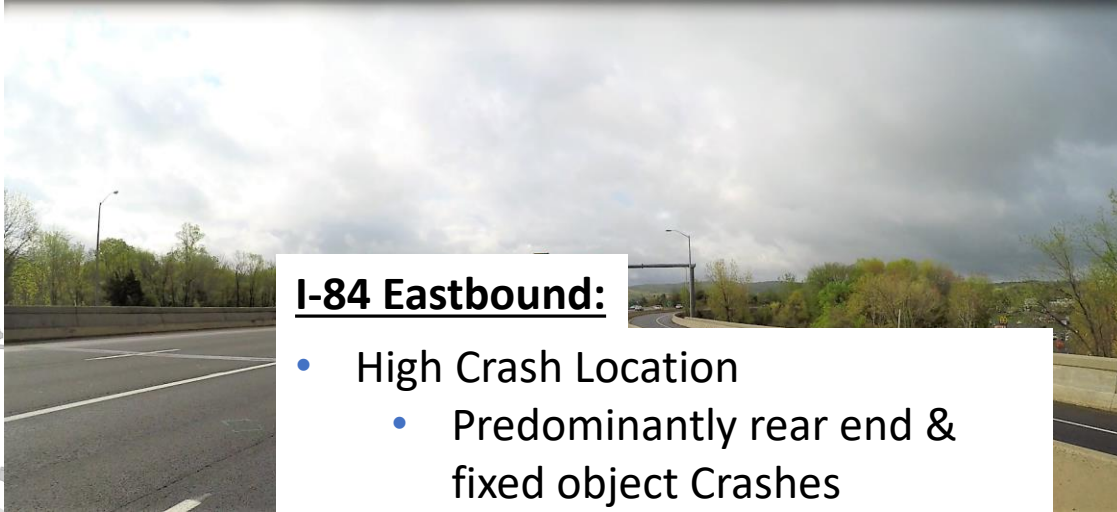 I-84 Eastbound:
• High Crash Location
• Predominantly rear end &
fixed object Crashes